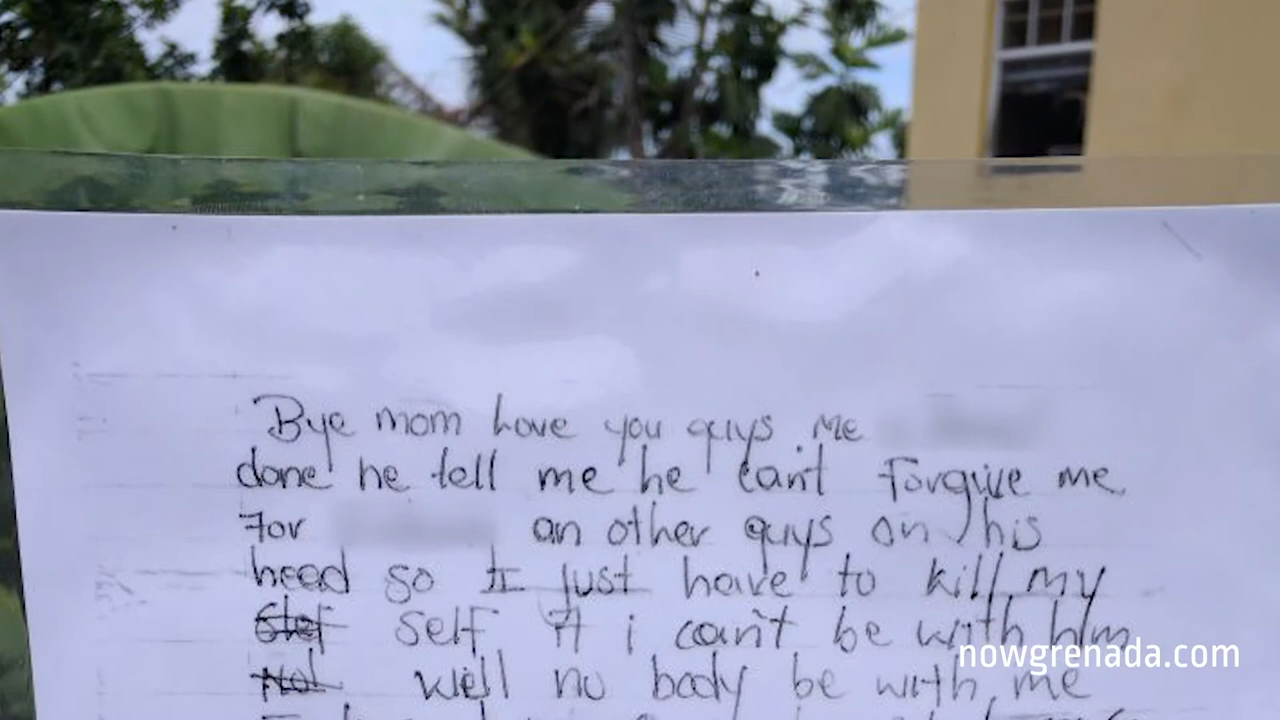 Bye mom Love you guys me
done he tell me he can't Forgive me
For an other guys on his
head so I just have to kill my
self if i can't be with him
well no body be with me
nowgrenada.com